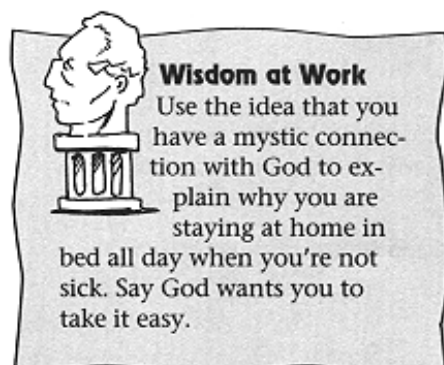 Wisdom at Work
Use the idea that you
have a mystic connec-
tion with God to ex-
plain why you are
staying at home in
bed all day when you're not
sick. Say God wants you to
take it easy.